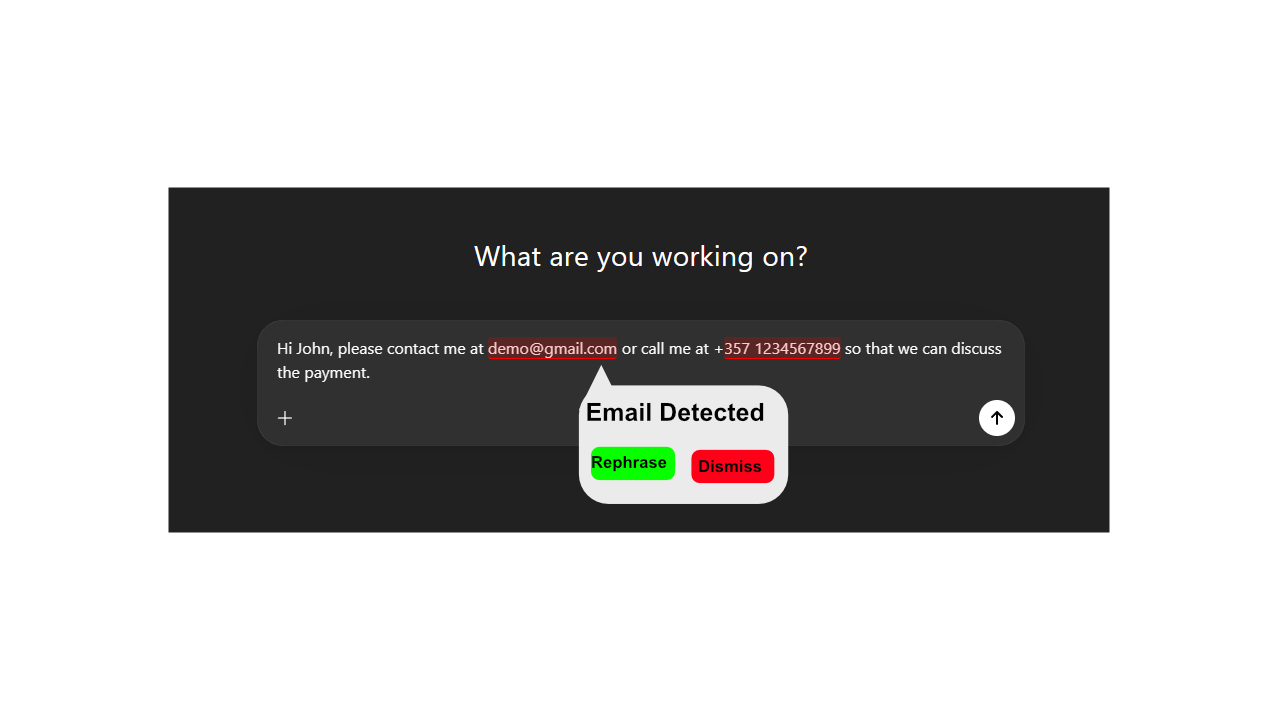 What are you working on?
Hi John, please contact me at demo@gmail.com or call me at +357 1234567899 so that we can discuss
the payment.
Email Detected
Rephrase Dismiss